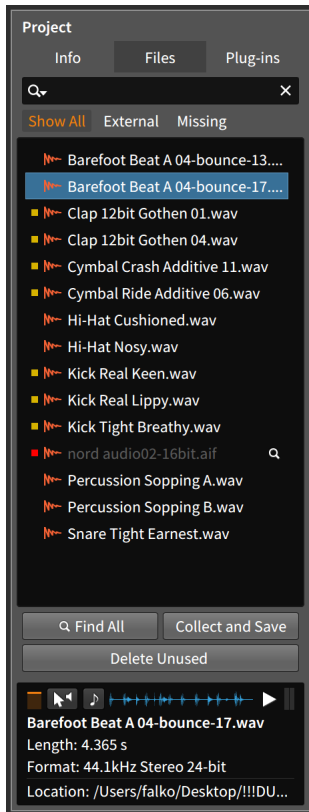 Project
Info Files Plug-ins
Show All External Missing
Barefoot Beat A 04-bounce-13....
Barefoot Beat A 04-bounce-17....
Clap 12bit Gothen 01.wav
Clap 12bit Gothen 04.wav
Cymbal Crash Additive 11.wav
Cymbal Ride Additive 06.wav
Hi-Hat Cushioned.wav
Hi-Hat Nosy.wav
Kick Real Keen.wav
Kick Real Lippy.wav
Kick Tight Breathy.wav
nord audio02-16bit.aif
Percussion Sopping A.wav
Percussion Sopping B.wav
Snare Tight Earnest.wav
Find All Collect and Save
Delete Unused
Barefoot Beat A 04-bounce-17.wav
Length: 4.365 s
Format: 44.1kHz Stereo 24-bit
Location: /Users/falko/Desktop/!!!DU...